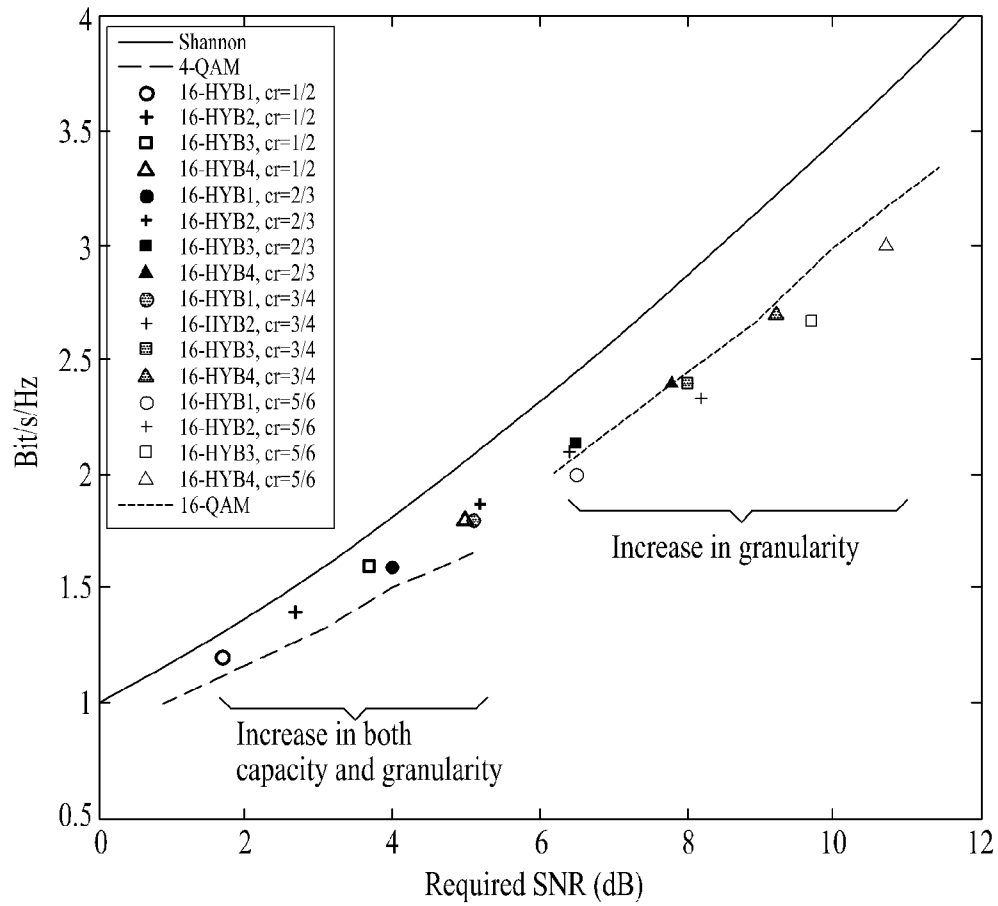 4
3.5
3
2.5
2
1.5
1
0.5
Bit/s/Hz
Shannon
4-QAM
16-HYB1, cr=1/2
16-HYB2, cr=1/2
16-HYB3, cr=1/2
16-HYB4, cr=1/2
16-HYB1, cr=2/3
16-HYB2, cr=2/3
16-HYB3, cr=2/3
16-HYB4, cr=2/3
16-HYB1, cr=3/4
16-HYB2, cr=3/4
16-HYB3, cr=3/4
16-HYB4, cr=3/4
16-HYB1, cr=5/6
16-HYB2, cr=5/6
16-HYB3, cr=5/6
16-HYB4, cr=5/6
16-QAM
Increase in granularity
Increase in both
capacity and granularity
0 2 4 6 8 10 12
Required SNR (dB)